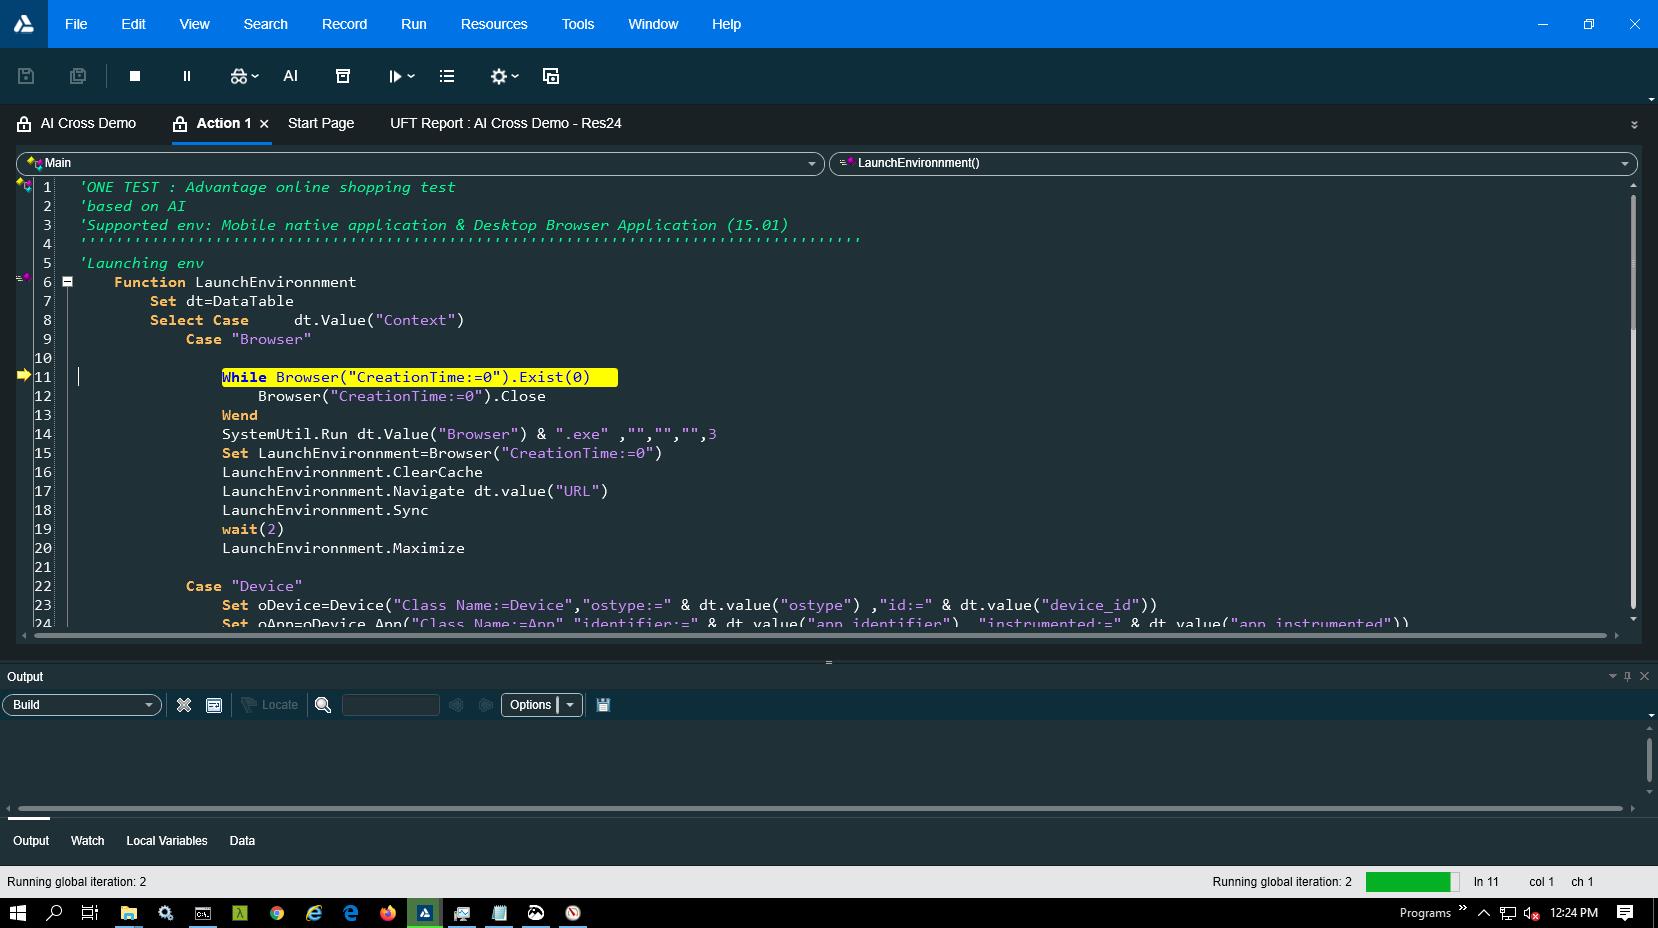 File Edit View Search Record Run Resources Tools Window Help
AI
AI Cross Demo Action 1 Start Page UFT Report : AI Cross Demo - Res24
Main LaunchEnvironnment()
1 'ONE TEST : Advantage online shopping test
2 'based on AI
3 'Supported env: Mobile native application & Desktop Browser Application (15.01)
4
5 'Launching env
6 Function LaunchEnvironnment
7 Set dt=DataTable
8 Select Case dt.Value("Context")
9 Case "Browser"
10
11 While Browser("CreationTime:=0").Exist(0)
12 Browser("CreationTime:=0").Close
13 Wend
14 SystemUtil.Run dt.Value("Browser") & ".exe" ,"","","",3
15 Set LaunchEnvironnment=Browser("CreationTime:=0")
16 LaunchEnvironnment.ClearCache
17 LaunchEnvironnment.Navigate dt.value("URL")
18 LaunchEnvironnment.Sync
19 wait(2)
20 LaunchEnvironnment.Maximize
21
22 Case "Device"
23 Set oDevice=Device("Class Name:=Device","ostype:=" & dt.value("ostype") ,"id:=" & dt.value("device_id"))
24 Set oApp=oDevice.App("Class Name:=App" "identifier:=" & dt.value("app_identifier") "instrumented:=" & dt.value("app_instrumented"))
Output
Build Locate Options
Output Watch Local Variables Data
Running global iteration: 2 Running global iteration: 2 ln 11 col 1 ch 1
Programs 12:24 PM